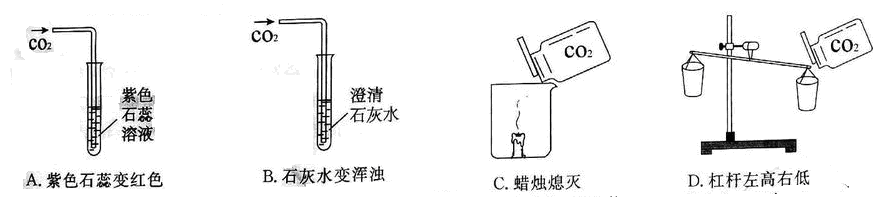 CO₂
紫色
石蕊
溶液
A. 紫色石蕊变红色
CO₂
澄清
石灰水
B. 石灰水变浑浊
CO₂
C. 蜡烛熄灭
CO₂
D. 杠杆左高右低